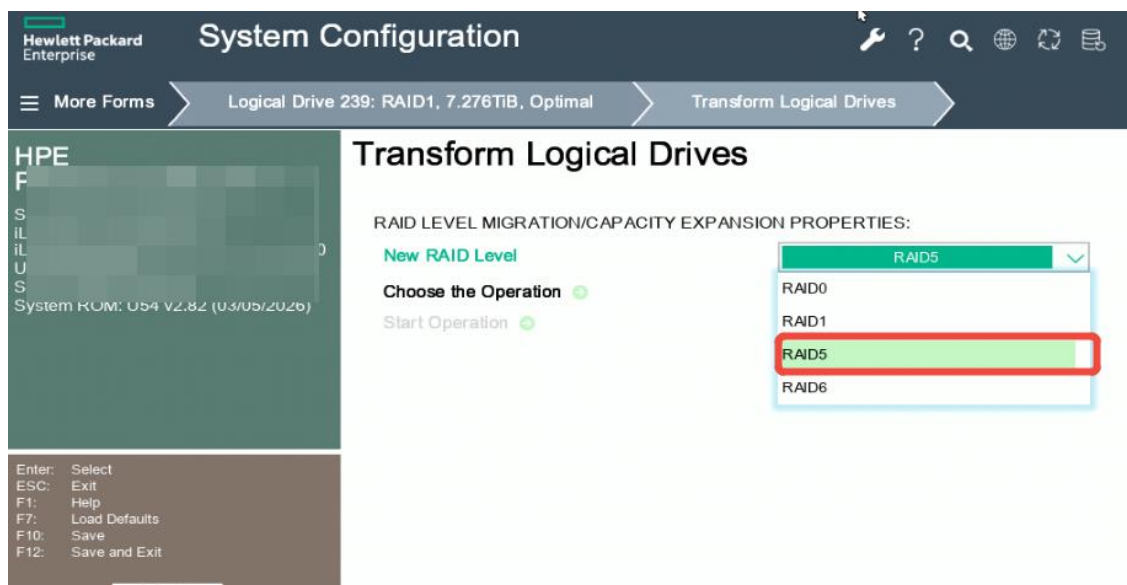 Hewlett Packard
Enterprise
System Configuration
?
More Forms
Logical Drive 239: RAID1, 7.276TiB, Optimal
Transform Logical Drives
HPE
Transform Logical Drives
RAID LEVEL MIGRATION/CAPACITY EXPANSION PROPERTIES:
New RAID Level
RAID5
Choose the Operation
Start Operation
RAID0
RAID1
RAID5
RAID6
System ROM: U54 v2.82 (03/05/2026)
Enter: Select
ESC: Exit
F1: Help
F7: Load Defaults
F10: Save
F12: Save and Exit